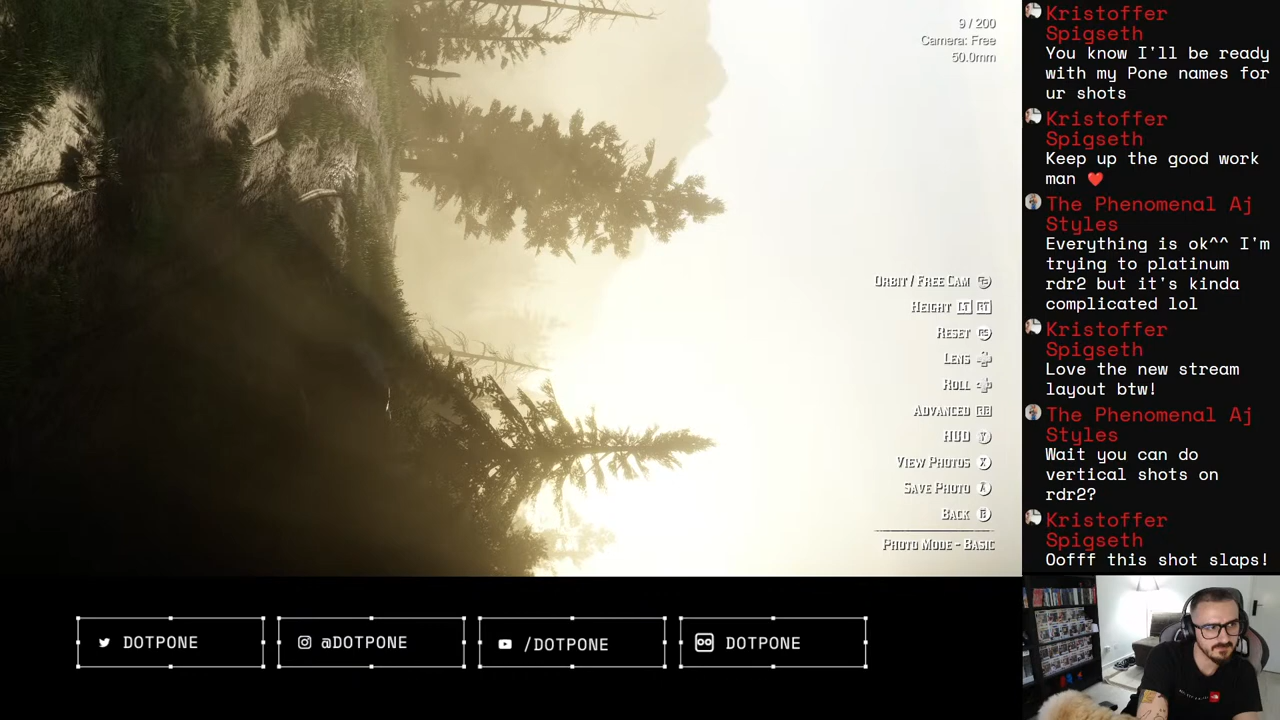 9 / 200
Camera: Free
50.0mm
Orbit / Free Cam
Height
Reset
Lens
Roll
Advanced
HUD
View Photos
Save Photo
Back
Photo Mode - Basic
DOTPONE
@DOTPONE
/DOTPONE
DOTPONE
Kristoffer
Spigseth
You know I'll be ready
with my Pone names for
ur shots
Kristoffer
Spigseth
Keep up the good work
man ❤️
The Phenomenal Aj
Styles
Everything is ok^^ I'm
trying to platinum
rdr2 but it's kinda
complicated lol
Kristoffer
Spigseth
Love the new stream
layout btw!
The Phenomenal Aj
Styles
Wait you can do
vertical shots on
rdr2?
Kristoffer
Spigseth
Oofff this shot slaps!